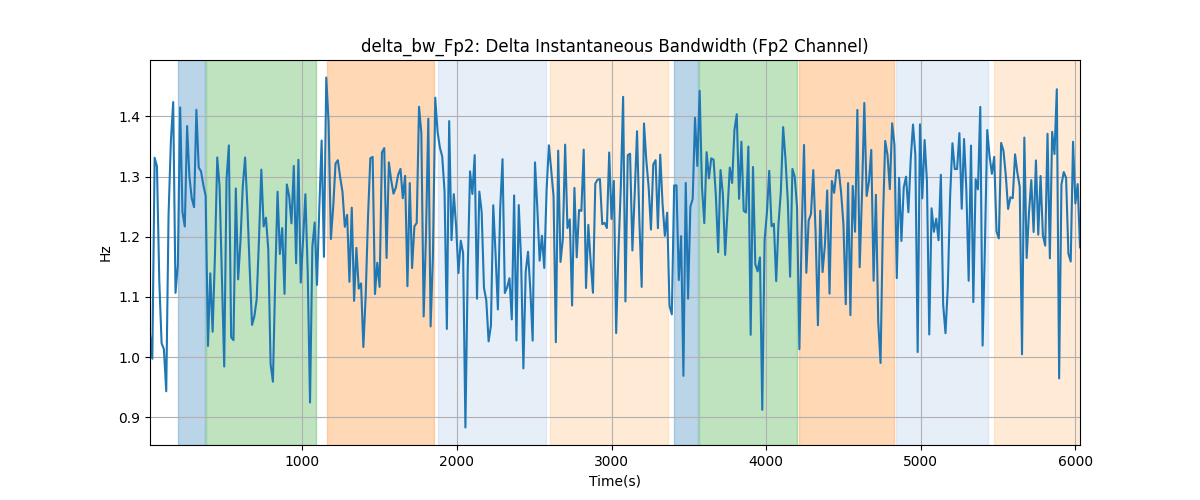 delta_bw_Fp2: Delta Instantaneous Bandwidth (Fp2 Channel)
Hz
1.4
1.3
1.2
1.1
1.0
0.9
1000 2000 3000 4000 5000 6000
Time(s)